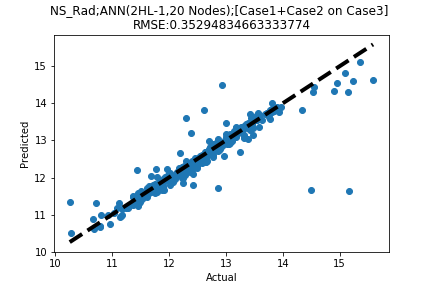 NS_Rad;ANN(2HL-1,20 Nodes);[Case1+Case2 on Case3]
RMSE:0.35294834663333774
15
14
13
12
11
10
Predicted
10 11 12 13 14 15
Actual